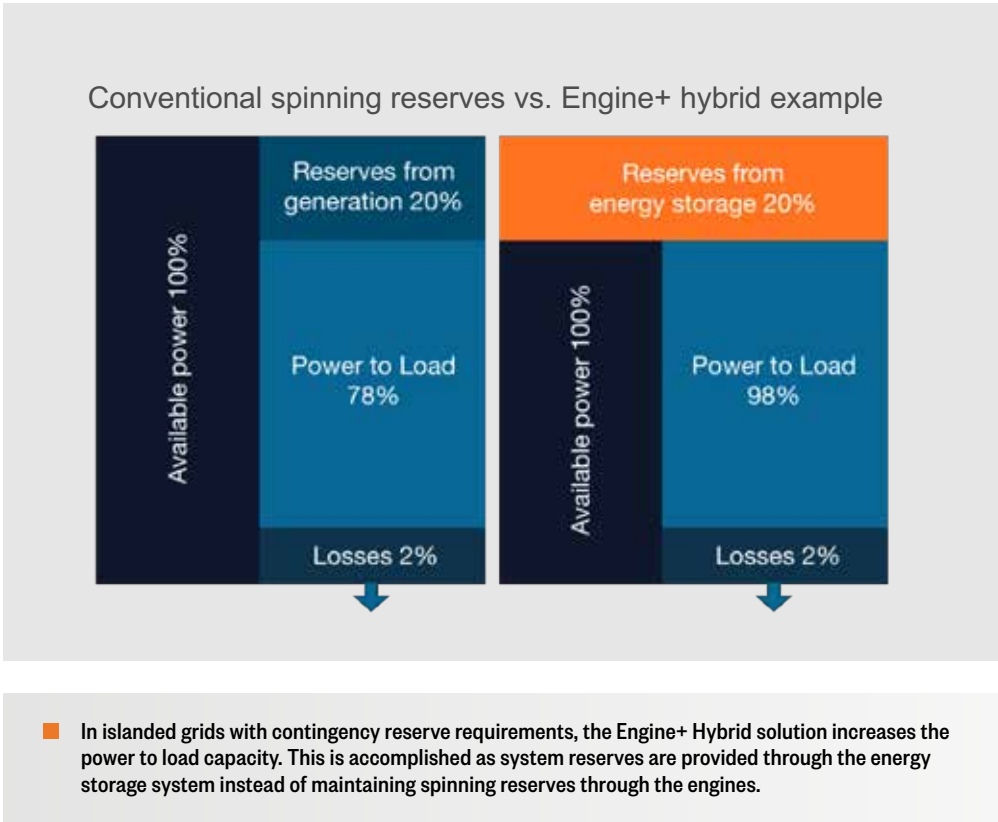 Conventional spinning reserves vs. Engine+ hybrid example
Available power 100%
Reserves from
generation 20%
Power to Load
78%
Losses 2%
Reserves from
energy storage 20%
Available power 100%
Power to Load
98%
Losses 2%
In islanded grids with contingency reserve requirements, the Engine+ Hybrid solution increases the
power to load capacity. This is accomplished as system reserves are provided through the energy
storage system instead of maintaining spinning reserves through the engines.